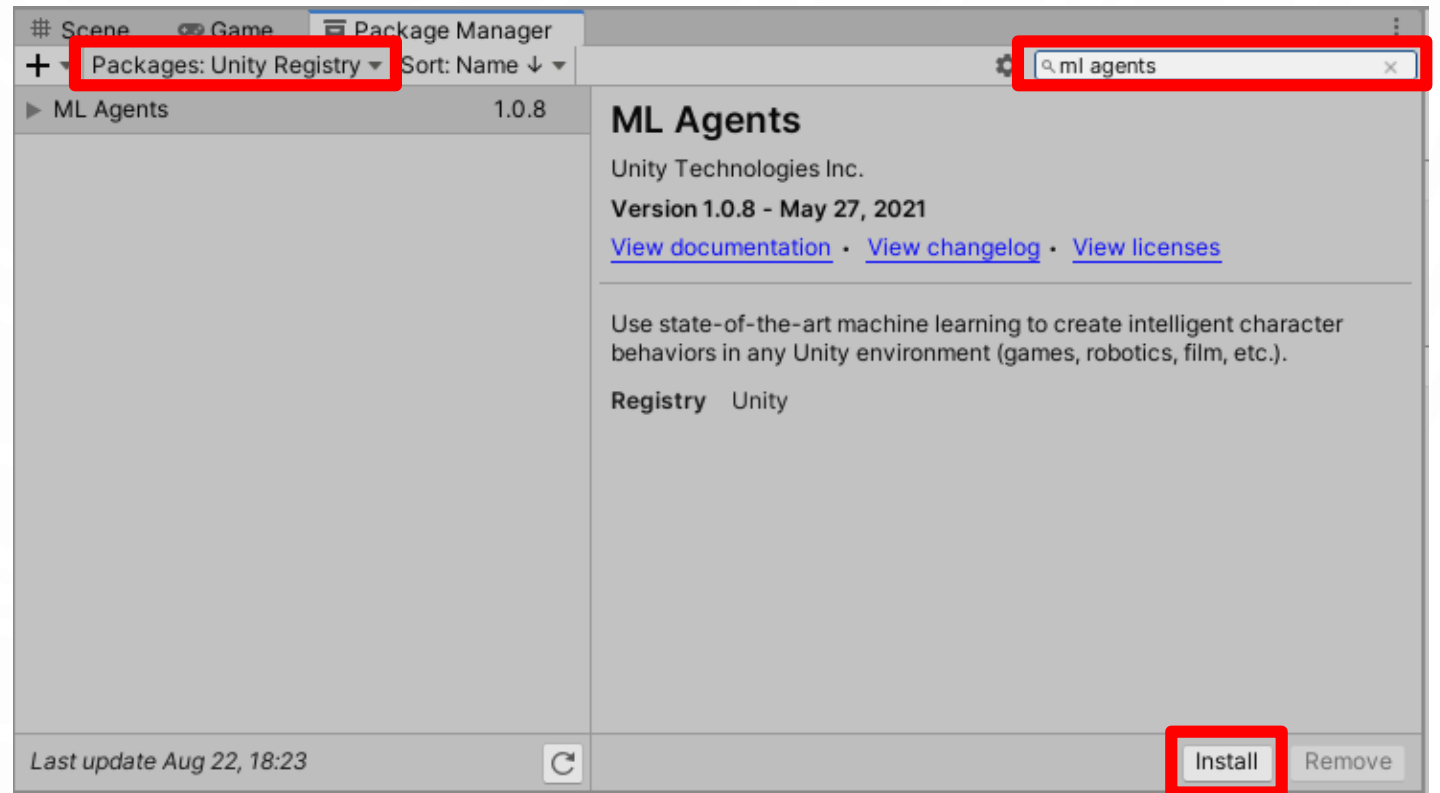 Scene Game Package Manager
+ Packages: Unity Registry Sort: Name ↓ ml agents ×
ML Agents 1.0.8
ML Agents
Unity Technologies Inc.
Version 1.0.8 - May 27, 2021
View documentation • View changelog • View licenses
Use state-of-the-art machine learning to create intelligent character
behaviors in any Unity environment (games, robotics, film, etc.).
Registry Unity
Last update Aug 22, 18:23
Install Remove